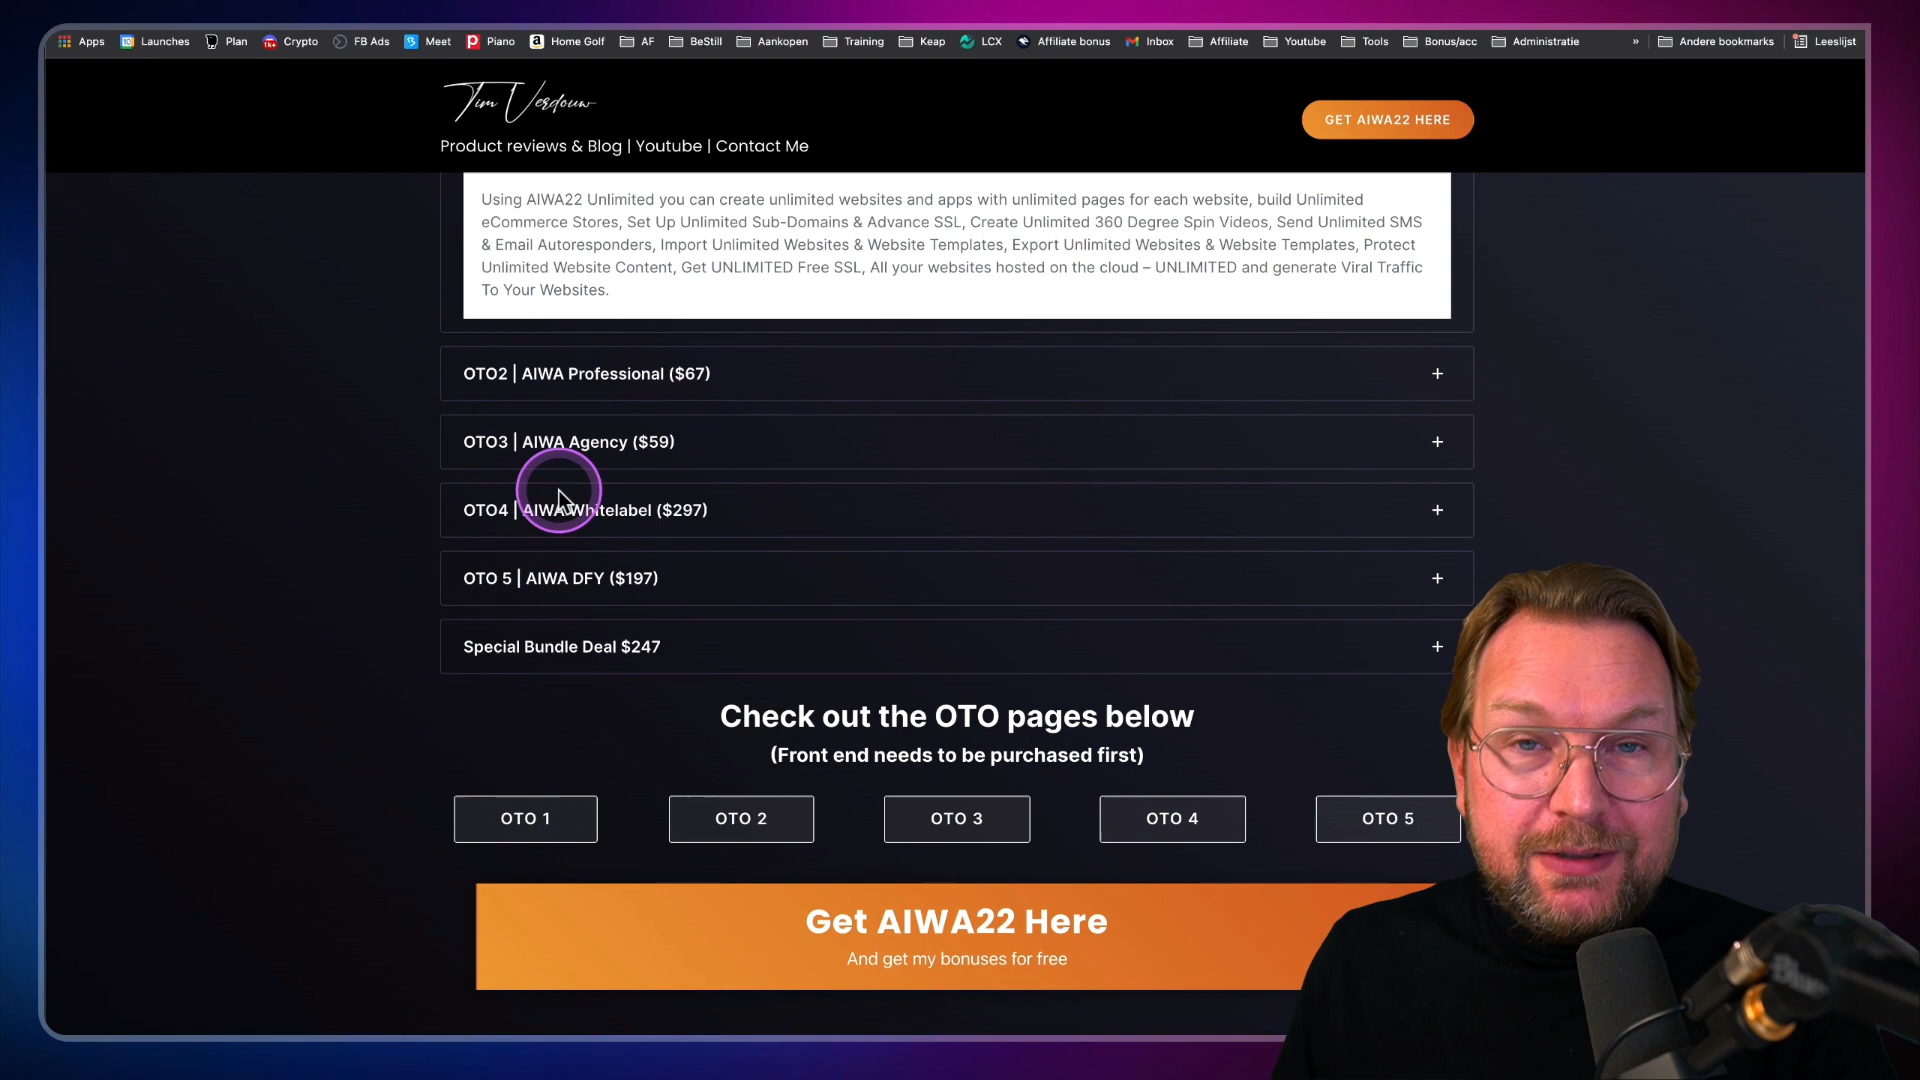 Apps Launches Plan Crypto FB Ads Meet Piano Home Golf AF BeStill Aankopen Training Keap LCX Affiliate bonus Inbox Affiliate Youtube Tools Bonus/acc Administratie » Andere bookmarks Leeslijst
Tim Verdouw
Product reviews & Blog | Youtube | Contact Me
GET AIWA22 HERE
Using AIWA22 Unlimited you can create unlimited websites and apps with unlimited pages for each website, build Unlimited
eCommerce Stores, Set Up Unlimited Sub-Domains & Advance SSL, Create Unlimited 360 Degree Spin Videos, Send Unlimited SMS
& Email Autoresponders, Import Unlimited Websites & Website Templates, Export Unlimited Websites & Website Templates, Protect
Unlimited Website Content, Get UNLIMITED Free SSL, All your websites hosted on the cloud – UNLIMITED and generate Viral Traffic
To Your Websites.
OTO2 | AIWA Professional ($67) +
OTO3 | AIWA Agency ($59) +
OTO4 | AIWA Whitelabel ($297) +
OTO 5 | AIWA DFY ($197) +
Special Bundle Deal $247 +
Check out the OTO pages below
(Front end needs to be purchased first)
OTO 1 OTO 2 OTO 3 OTO 4 OTO 5
Get AIWA22 Here
And get my bonuses for free